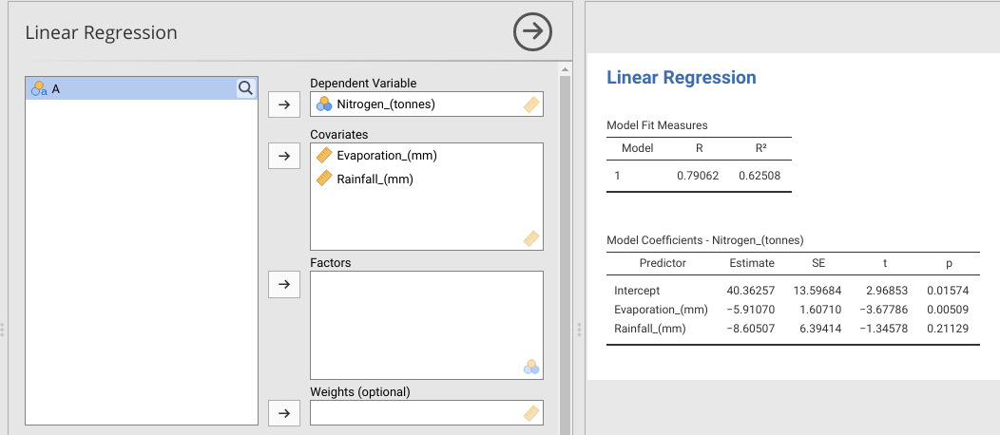 Linear Regression
A
Dependent Variable
Nitrogen_(tonnes)
Covariates
Evaporation_(mm)
Rainfall_(mm)
Factors
Weights (optional)
Linear Regression
Model Fit Measures
Model R R²
1 0.79062 0.62508
Model Coefficients - Nitrogen_(tonnes)
Predictor Estimate SE t p
Intercept 40.36257 13.59684 2.96853 0.01574
Evaporation_(mm) −5.91070 1.60710 −3.67786 0.00509
Rainfall_(mm) −8.60507 6.39414 −1.34578 0.21129